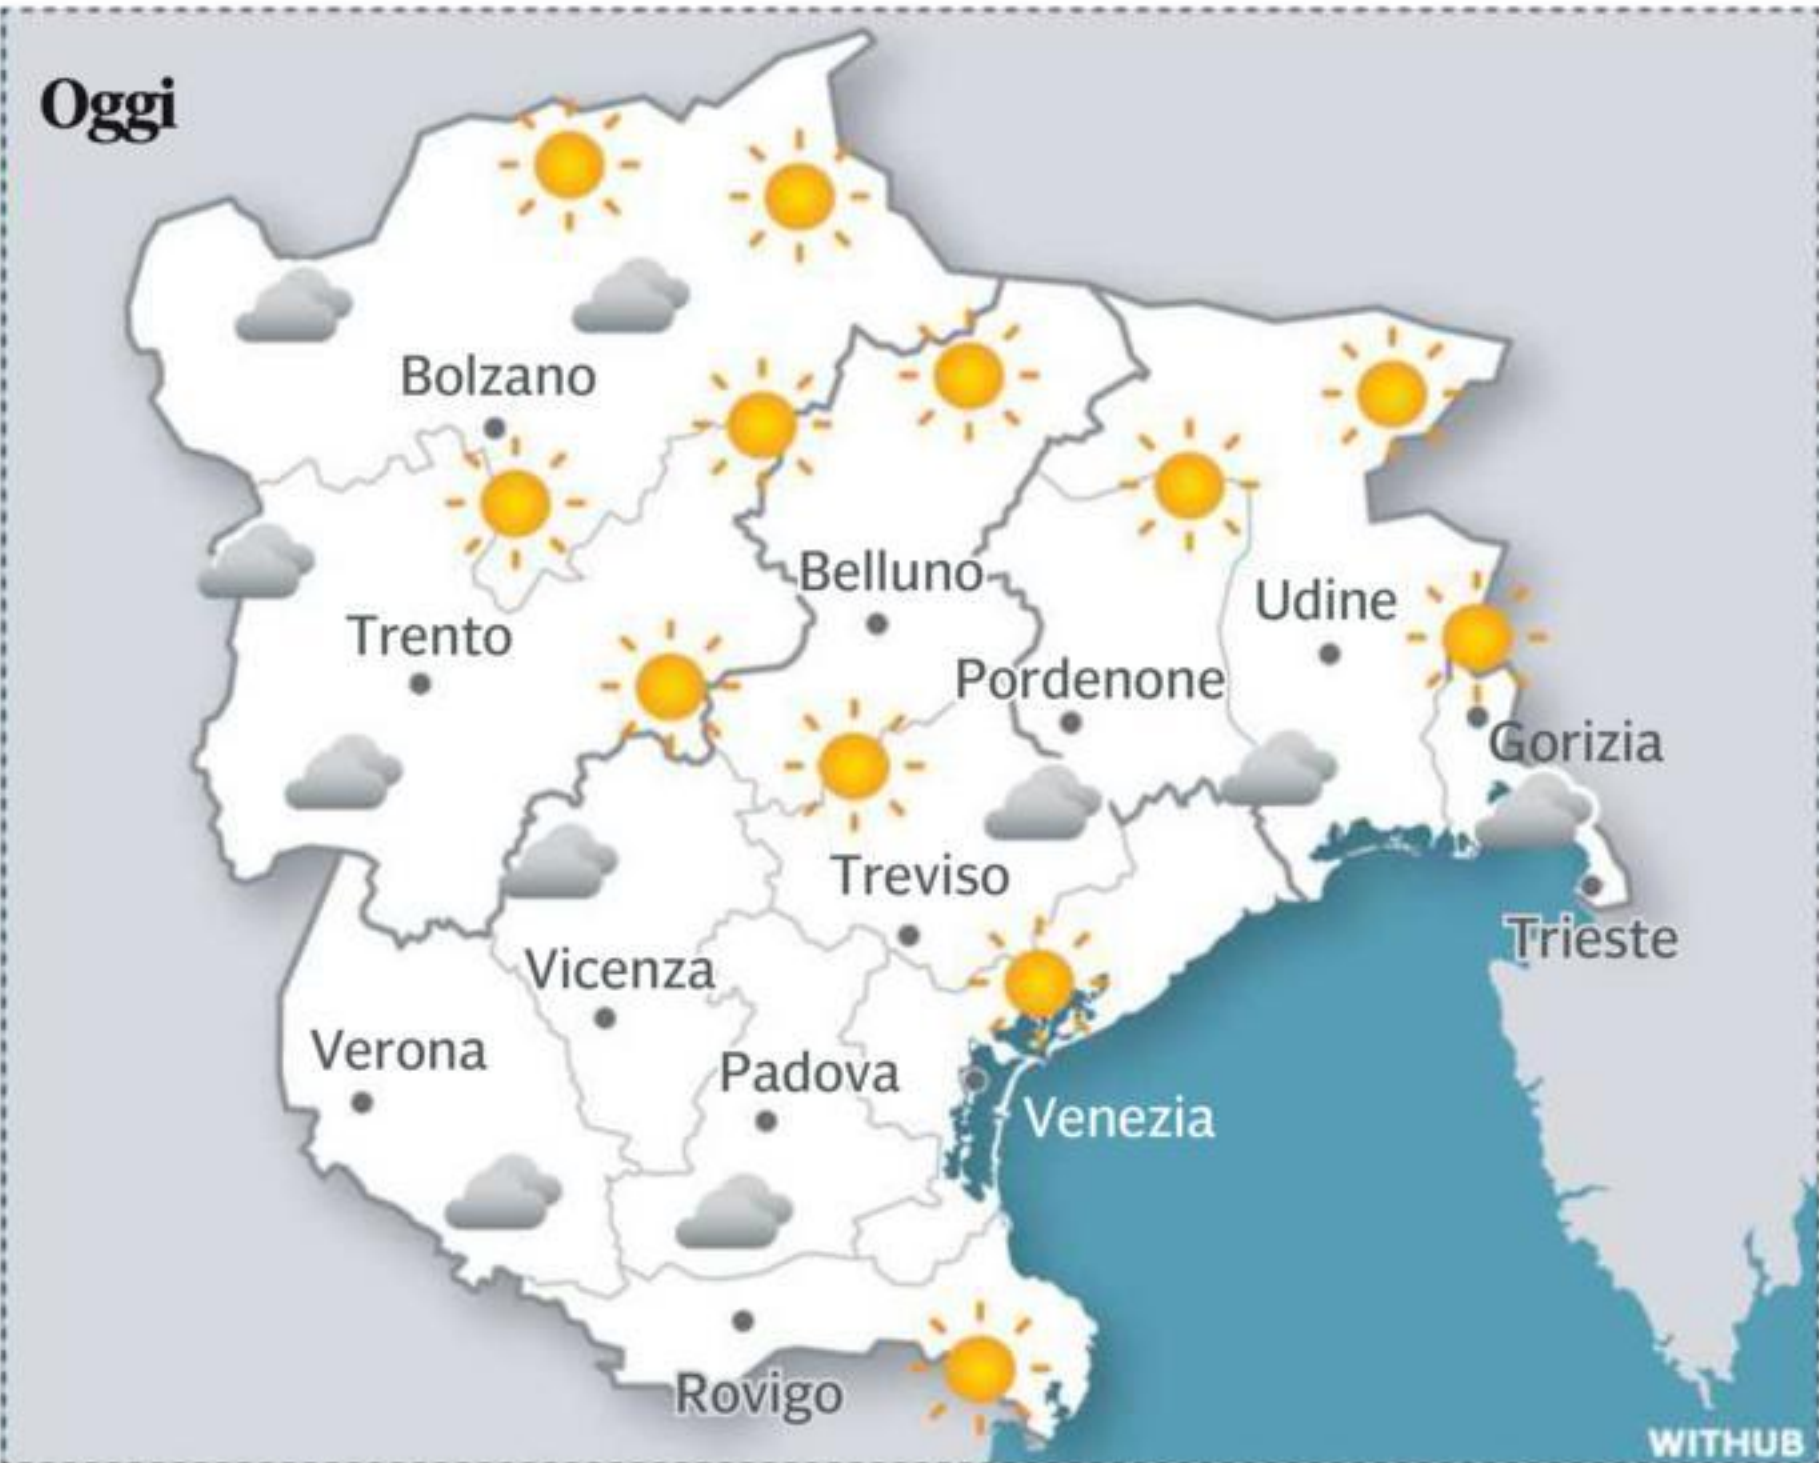 Oggi
Bolzano
Belluno
Udine
Trento
Pordenone
Gorizia
Treviso
Trieste
Vicenza
Verona
Padova
Venezia
Rovigo
WITHUB